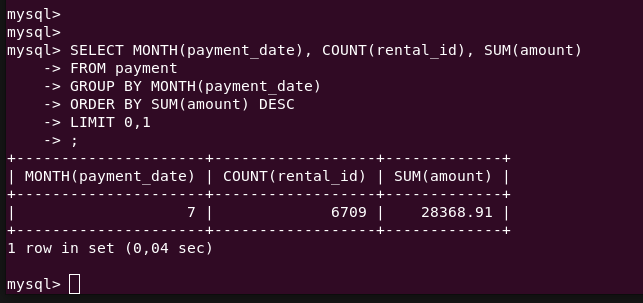 mysql>
mysql>
mysql> SELECT MONTH(payment_date), COUNT(rental_id), SUM(amount)
    -> FROM payment
    -> GROUP BY MONTH(payment_date)
    -> ORDER BY SUM(amount) DESC
    -> LIMIT 0,1
    -> ;
+---------------------+------------------+-------------+
| MONTH(payment_date) | COUNT(rental_id) | SUM(amount) |
+---------------------+------------------+-------------+
|                   7 |             6709 |    28368.91 |
+---------------------+------------------+-------------+
1 row in set (0,04 sec)
mysql>